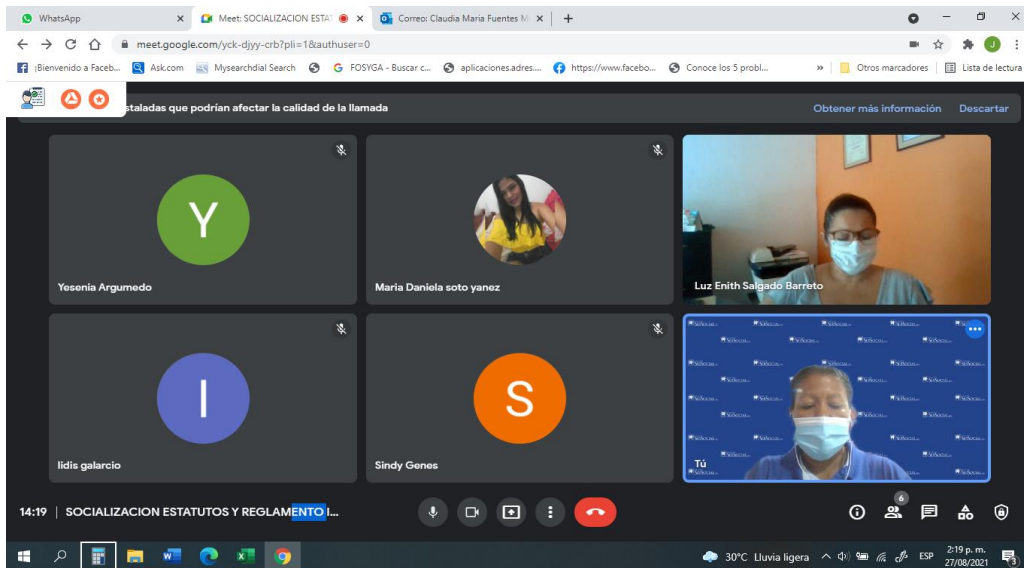 WhatsApp
Meet: SOCIALIZACION ESTA
Correo: Claudia Maria Fuentes M
meet.google.com/yck-djyy-crb?pli=1&authuser=0
J
¡Bienvenido a Faceb...
Ask.com
Mysearchdial Search
FOSYGA - Buscar c...
aplicaciones.adres....
https://www.facebo...
Conoce los 5 probl...
»
Otros marcadores
Lista de lectura
staladas que podrían afectar la calidad de la llamada
Obtener más información
Descartar
Y
Yesenia Argumedo
Maria Daniela soto yanez
Luz Enith Salgado Barreto
I
lidis galarcio
S
Sindy Genes
Tú
14:19 | SOCIALIZACION ESTATUTOS Y REGLAMENTO I...
6
30°C Lluvia ligera
ESP
2:19 p. m.
27/08/2021
3